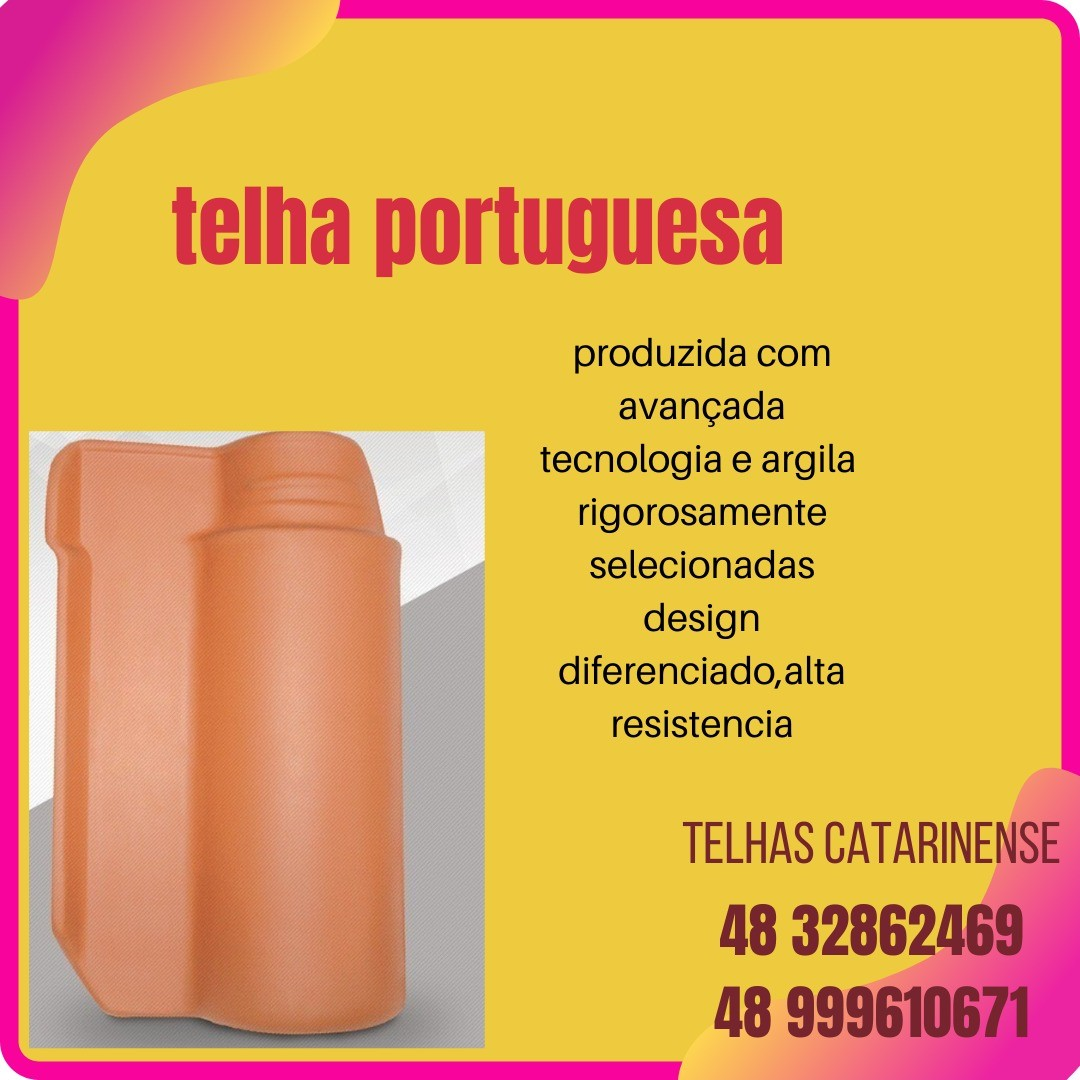 telha portuguesa
produzida com
avançada
tecnologia e argila
rigorosamente
selecionadas
design
diferenciado,alta
resistencia
TELHAS CATARINENSE
48 32862469
48 999610671